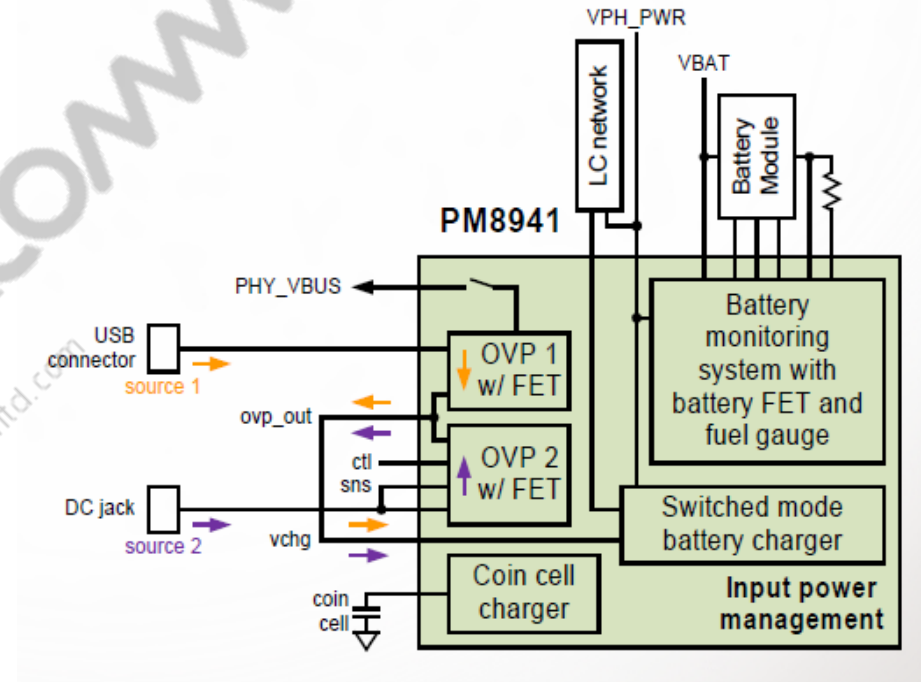 VPH_PWR
VBAT
LC network
Battery
Module
PM8941
PHY_VBUS
USB
connector
source 1
OVP 1
w/ FET
Battery
monitoring
system with
battery FET and
fuel gauge
ovp_out
ctl
sns
OVP 2
w/ FET
DC jack
source 2
vchg
Switched mode
battery charger
coin
cell
Coin cell
charger
Input power
management
ltd.com